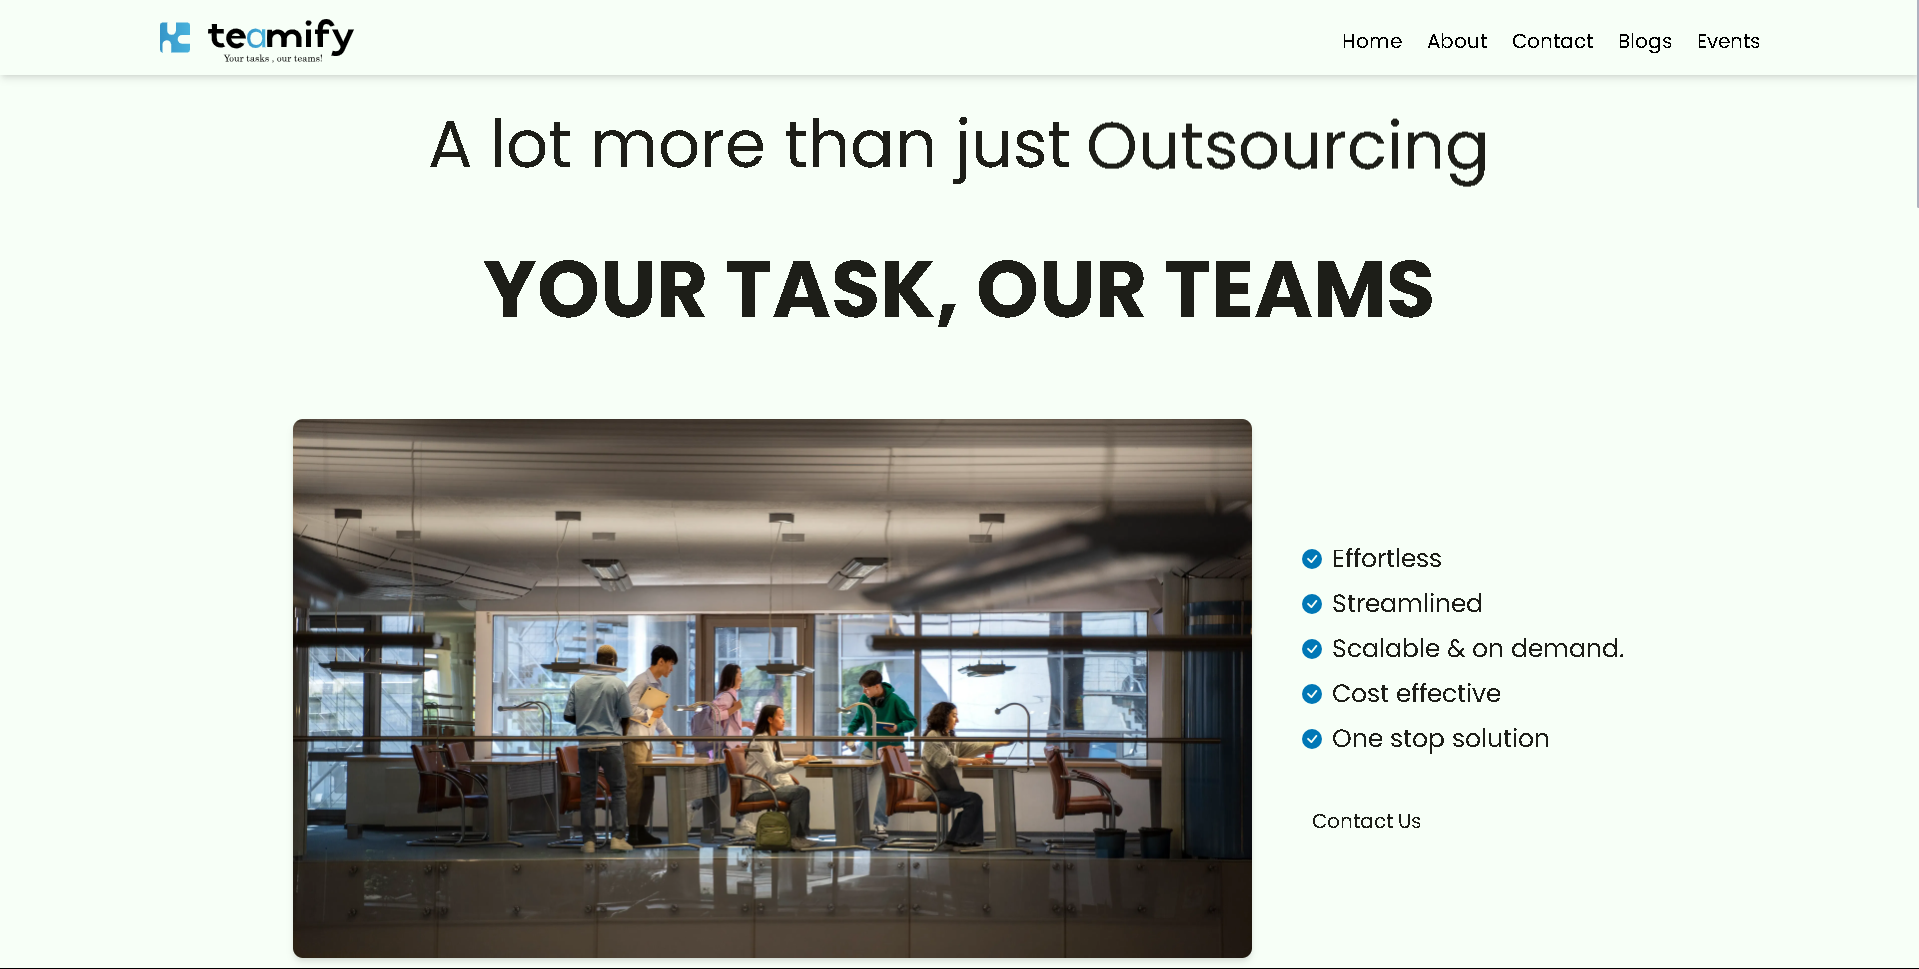 teamify
Your tasks , our teams!
Home About Contact Blogs Events
A lot more than just Outsourcing
YOUR TASK, OUR TEAMS
Effortless
Streamlined
Scalable & on demand.
Cost effective
One stop solution
Contact Us